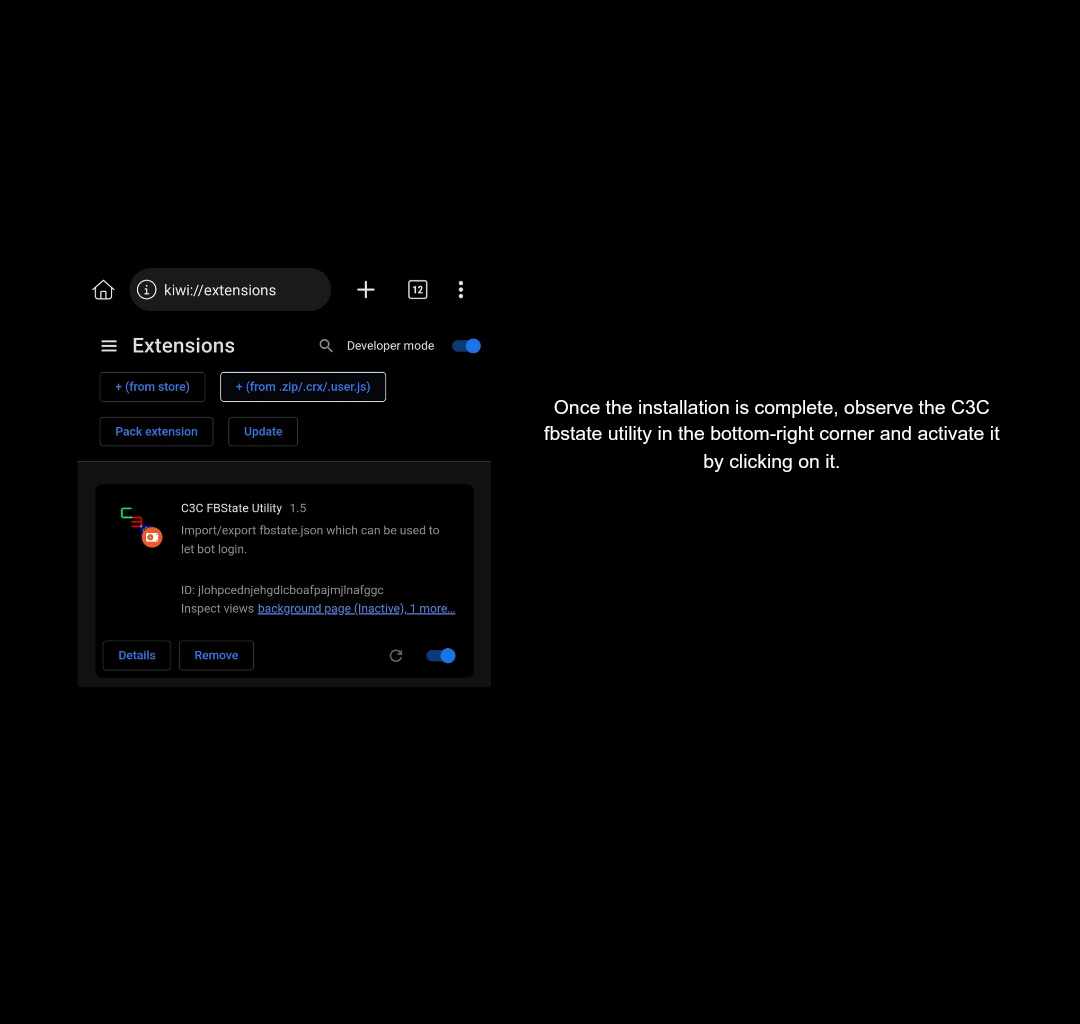 kiwi://extensions
12
Extensions
Developer mode
+ (from store)
+ (from .zip/.crx/.user.js)
Pack extension
Update
C3C FBState Utility 1.5
Import/export fbstate.json which can be used to
let bot login.
ID: jlohpcednjehgdlcboafpajmjlnafggc
Inspect views background page (Inactive), 1 more...
Details
Remove
Once the installation is complete, observe the C3C
fbstate utility in the bottom-right corner and activate it
by clicking on it.